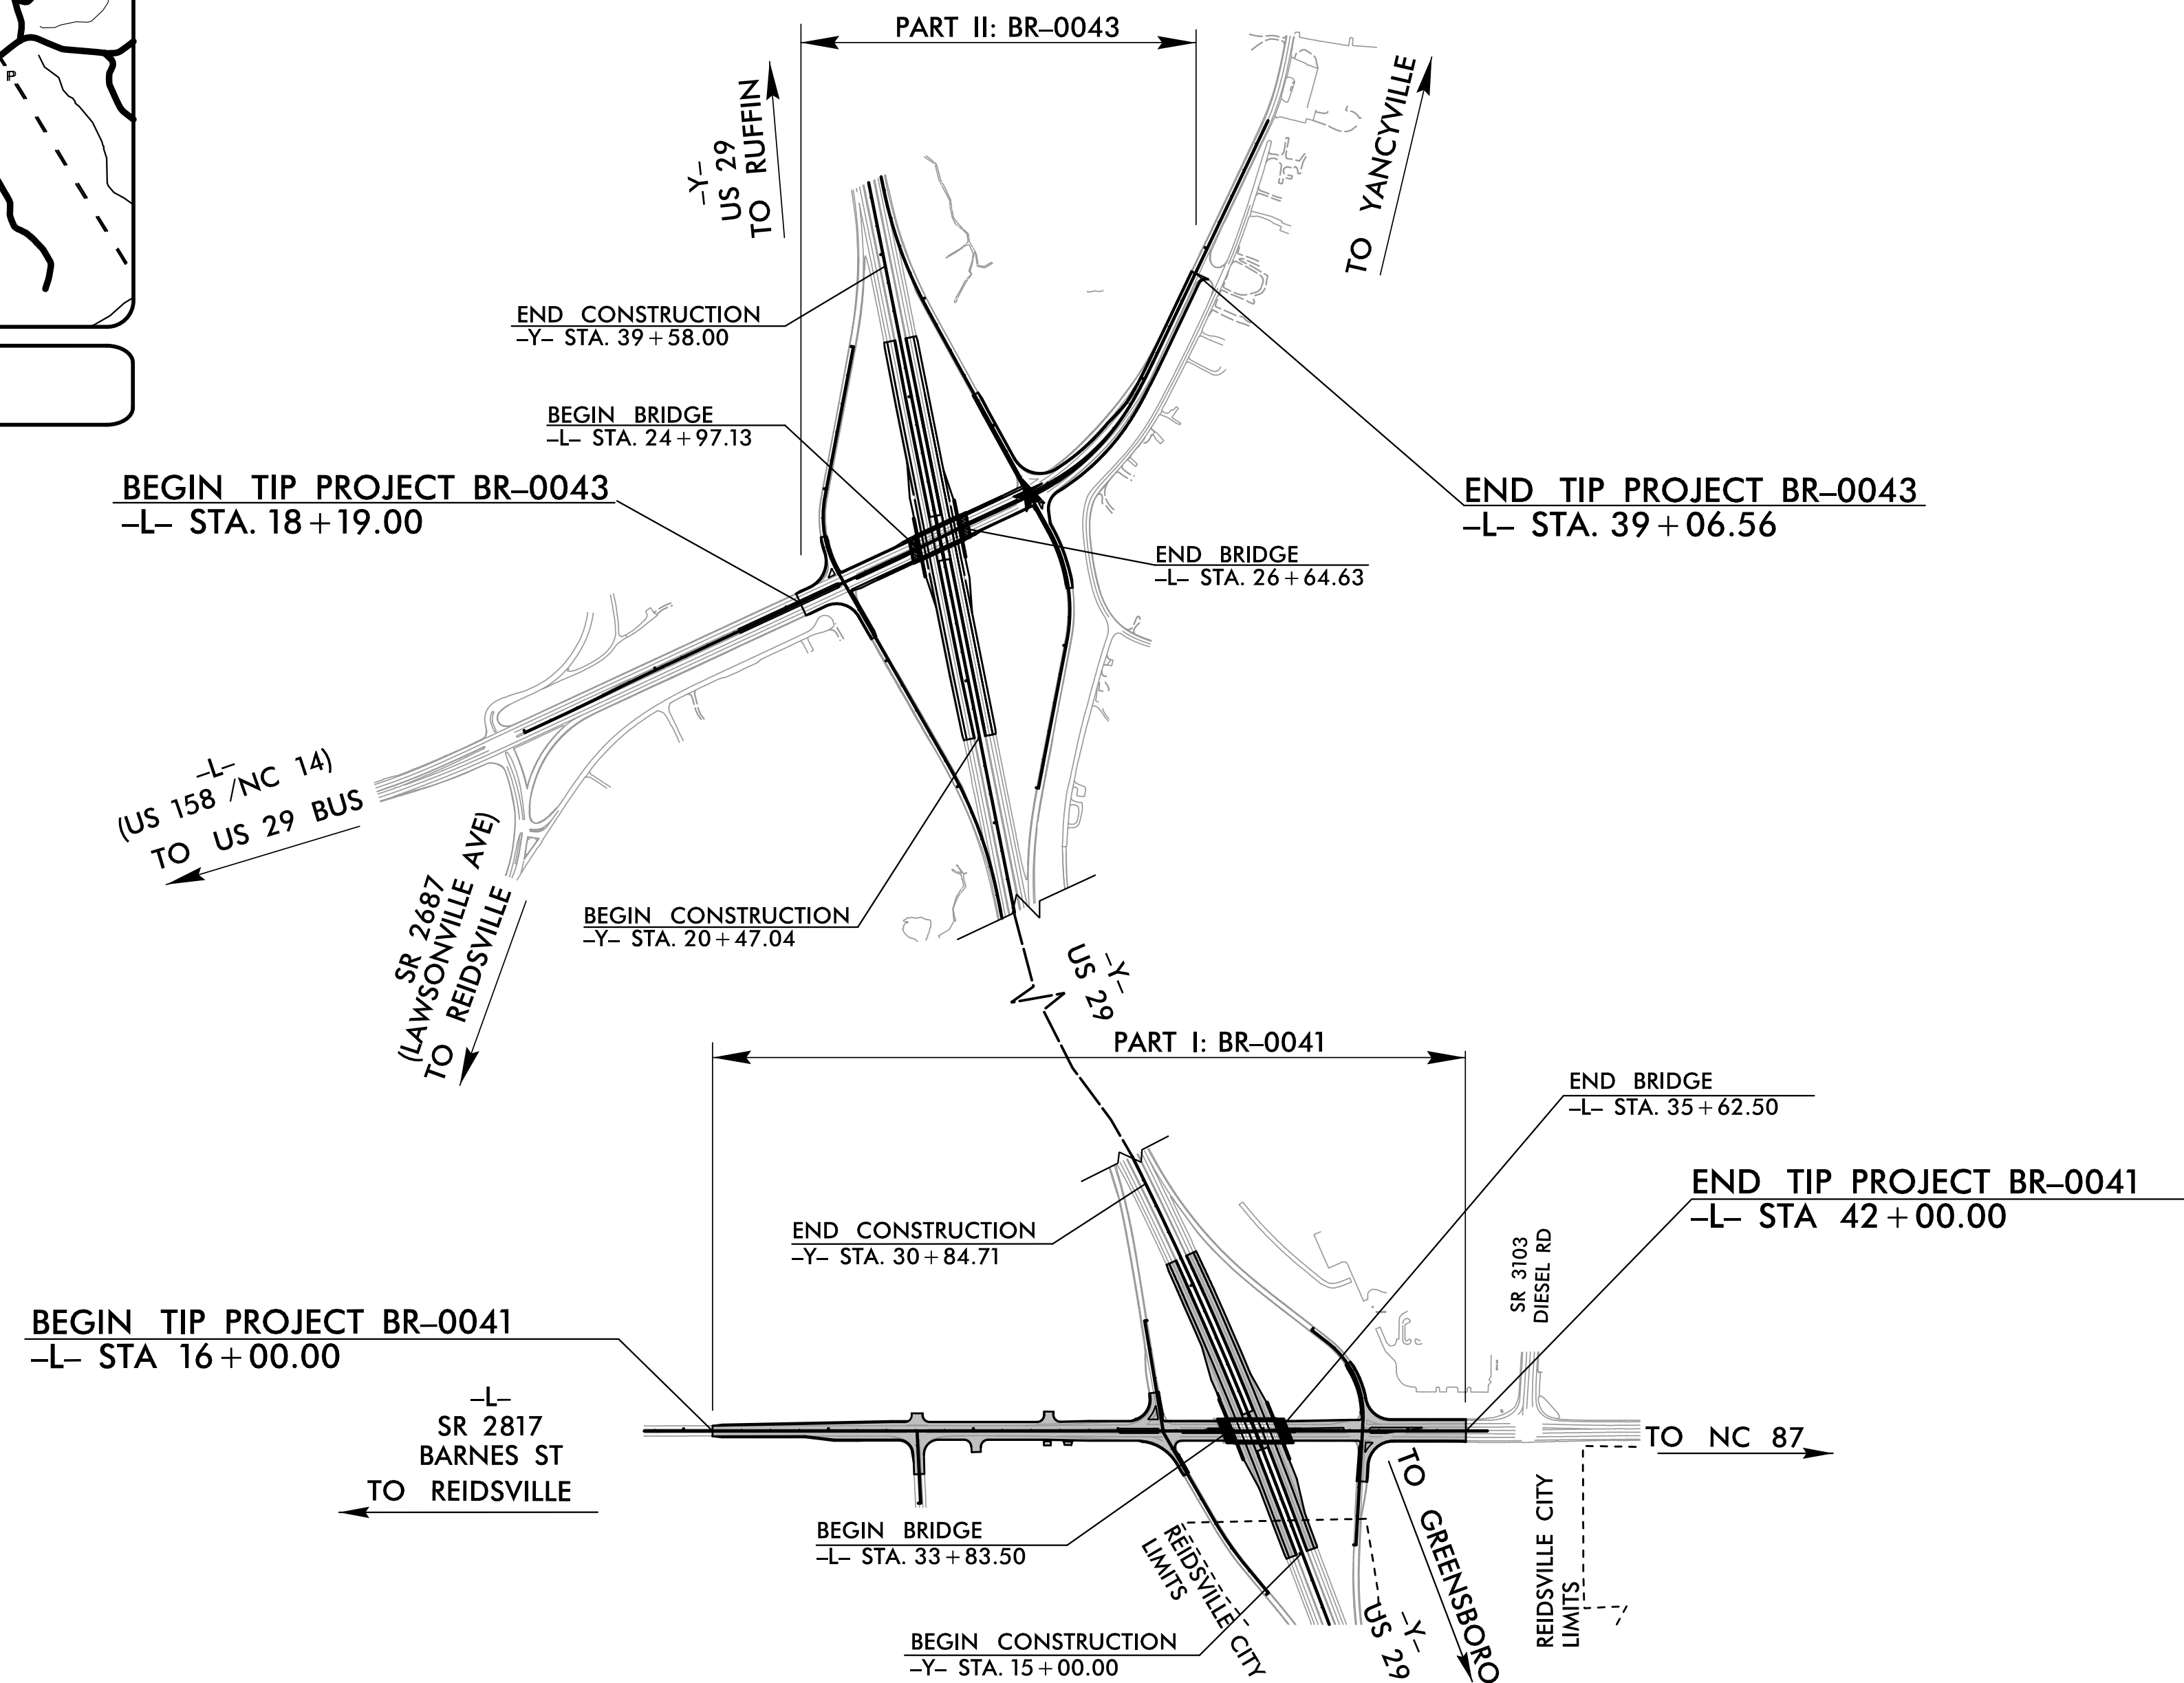 PART II: BR–0043
P
–Y–
US 29
TO RUFFIN
TO YANCYVILLE
END CONSTRUCTION
–Y– STA. 39+58.00
BEGIN BRIDGE
–L– STA. 24+97.13
BEGIN TIP PROJECT BR–0043
–L– STA. 18+19.00
END TIP PROJECT BR–0043
–L– STA. 39+06.56
END BRIDGE
–L– STA. 26+64.63
–L–
(US 158 /NC 14)
TO US 29 BUS
SR 2687
(LAWSONVILLE AVE)
TO REIDSVILLE
BEGIN CONSTRUCTION
–Y– STA. 20+47.04
–Y–
US 29
PART I: BR–0041
END BRIDGE
–L– STA. 35+62.50
END TIP PROJECT BR–0041
–L– STA 42+00.00
END CONSTRUCTION
–Y– STA. 30+84.71
SR 3103
DIESEL RD
BEGIN TIP PROJECT BR–0041
–L– STA 16+00.00
–L–
SR 2817
BARNES ST
TO REIDSVILLE
TO NC 87
BEGIN BRIDGE
–L– STA. 33+83.50
REIDSVILLE CITY
LIMITS
TO GREENSBORO
REIDSVILLE CITY
LIMITS
–Y–
US 29
BEGIN CONSTRUCTION
–Y– STA. 15+00.00